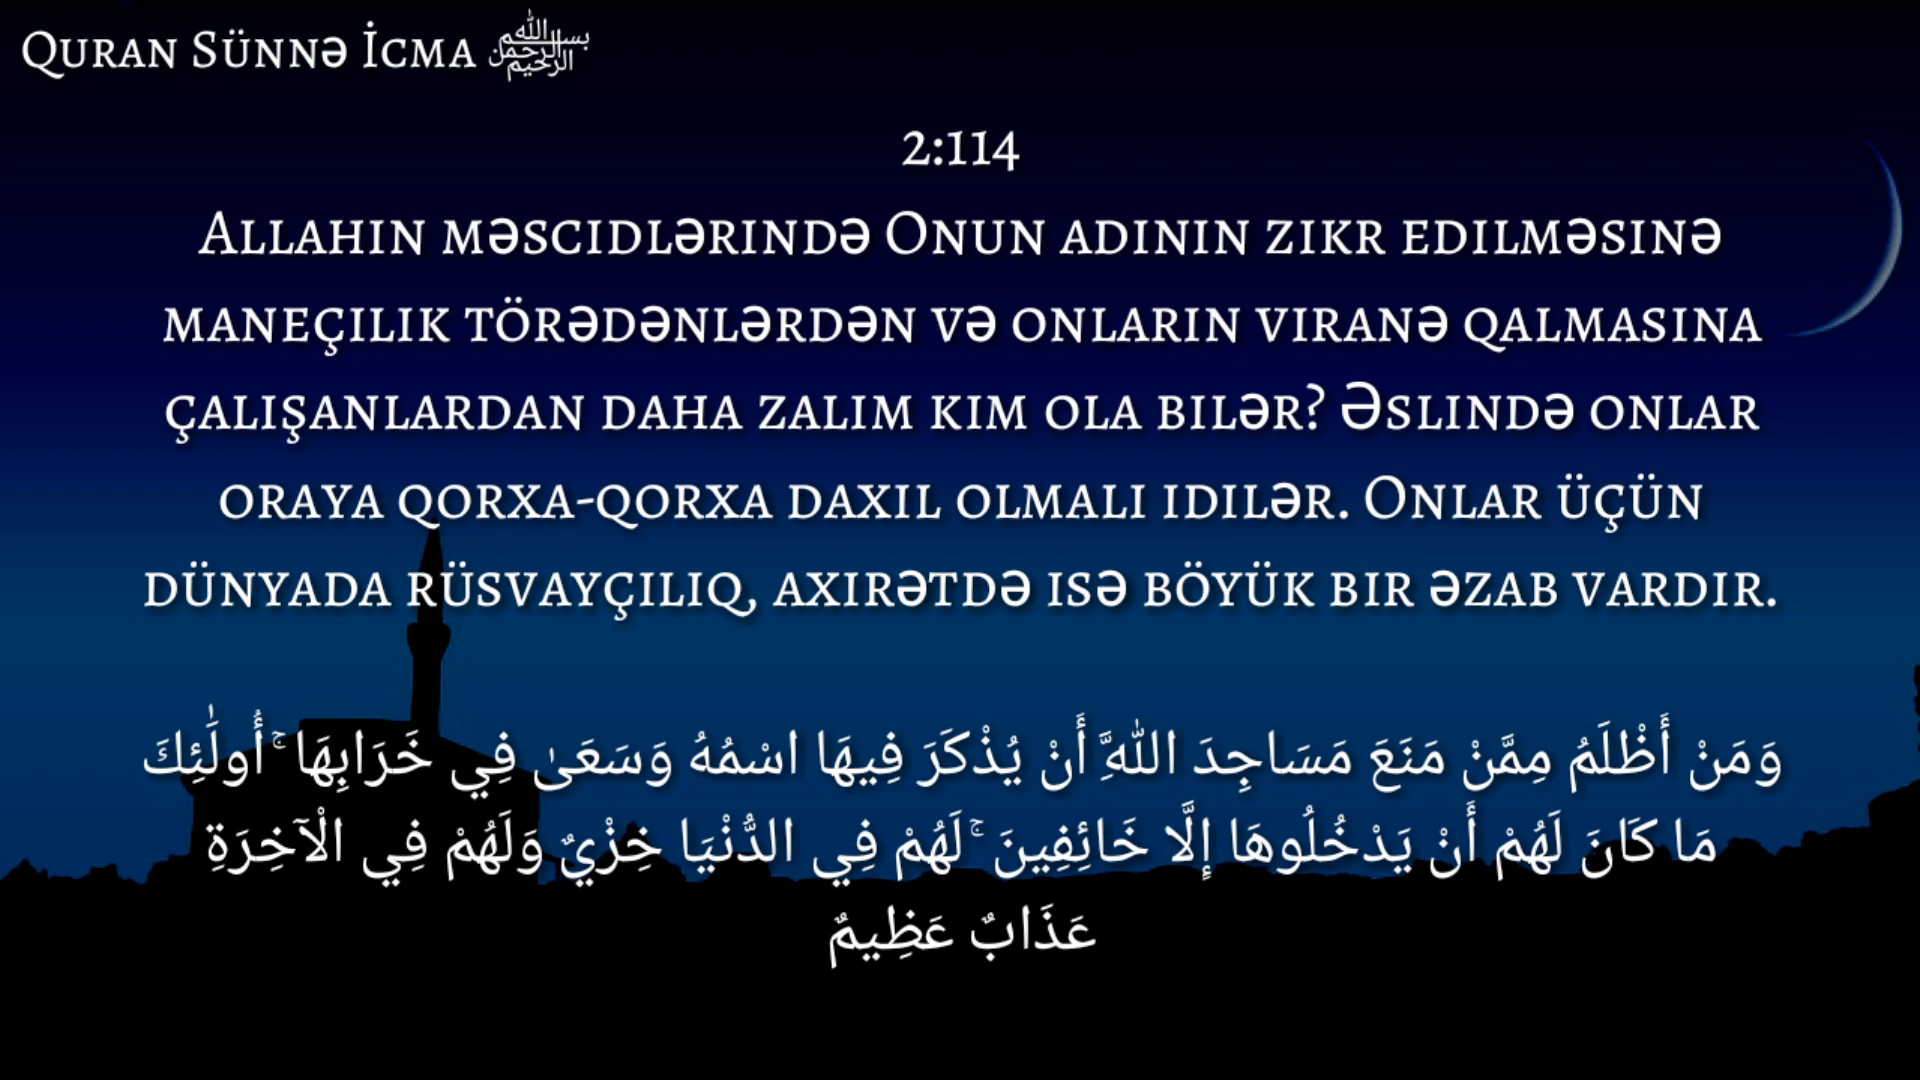 Quran Sünnə İcma ﷽
2:114
Allahın məscidlərində Onun adının zikr edilməsinə
maneçilik törədənlərdən və onların viranə qalmasına
çalışanlardan daha zalım kim ola bilər? Əslində onlar
oraya qorxa-qorxa daxil olmalı idilər. Onlar üçün
dünyada rüsvayçılıq, axirətdə isə böyük bir əzab vardır.
وَمَنْ أَظْلَمُ مِمَّنْ مَنَعَ مَسَاجِدَ اللَّهِ أَنْ يُذْكَرَ فِيهَا اسْمُهُ وَسَعَىٰ فِي خَرَابِهَا ۚ أُولَٰئِكَ
مَا كَانَ لَهُمْ أَنْ يَدْخُلُوهَا إِلَّا خَائِفِينَ ۚ لَهُمْ فِي الدُّنْيَا خِزْيٌ وَلَهُمْ فِي الْآخِرَةِ
عَذَابٌ عَظِيمٌ